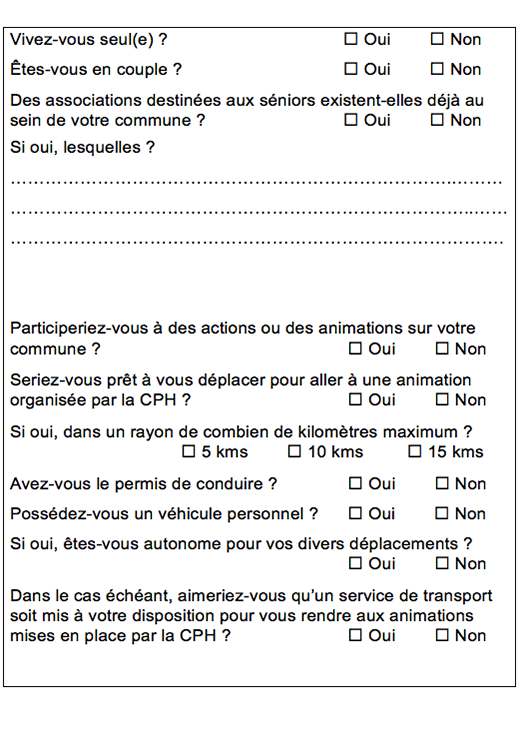 Vivez-vous seul(e) ? ☐ Oui ☐ Non
Êtes-vous en couple ? ☐ Oui ☐ Non
Des associations destinées aux séniors existent-elles déjà au
sein de votre commune ? ☐ Oui ☐ Non
Si oui, lesquelles ?
……………………………………………………………………….………
…………………………………………………………………………..……
……………………………………………………………………………….
Participeriez-vous à des actions ou des animations sur votre
commune ? ☐ Oui ☐ Non
Seriez-vous prêt à vous déplacer pour aller à une animation
organisée par la CPH ? ☐ Oui ☐ Non
Si oui, dans un rayon de combien de kilomètres maximum ?
☐ 5 kms ☐ 10 kms ☐ 15 kms
Avez-vous le permis de conduire ? ☐ Oui ☐ Non
Possédez-vous un véhicule personnel ? ☐ Oui ☐ Non
Si oui, êtes-vous autonome pour vos divers déplacements ?
☐ Oui ☐ Non
Dans le cas échéant, aimeriez-vous qu’un service de transport
soit mis à votre disposition pour vous rendre aux animations
mises en place par la CPH ? ☐ Oui ☐ Non